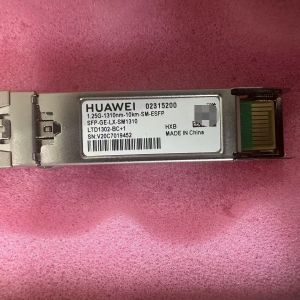 HUAWEI 02315200
1.25G-1310nm-10km-SM-ESFP
SFP-GE-LX-SM1310
LTD1302-BC+1 HXB
SN:V20C7019452 MADE IN China